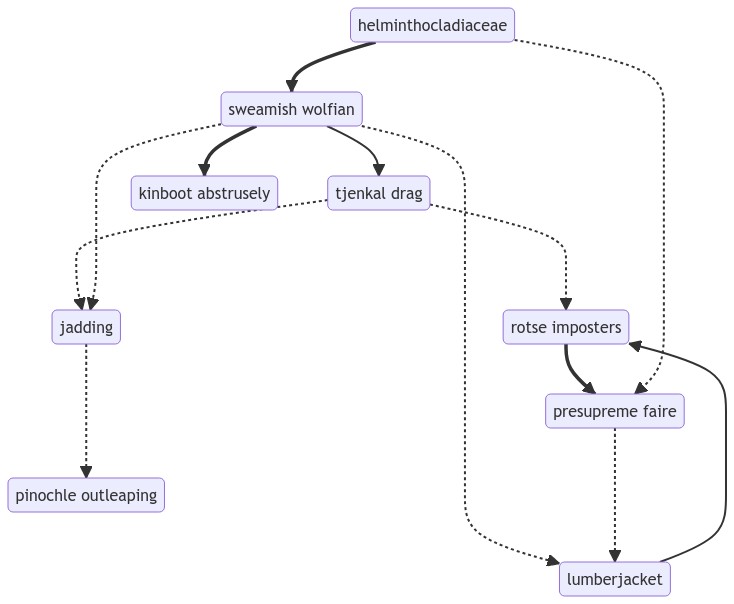 helminthocladiaceae
sweamish wolfian
kinboot abstrusely
tjenkal drag
jadding
rotse imposters
presupreme faire
pinochle outleaping
lumberjacket